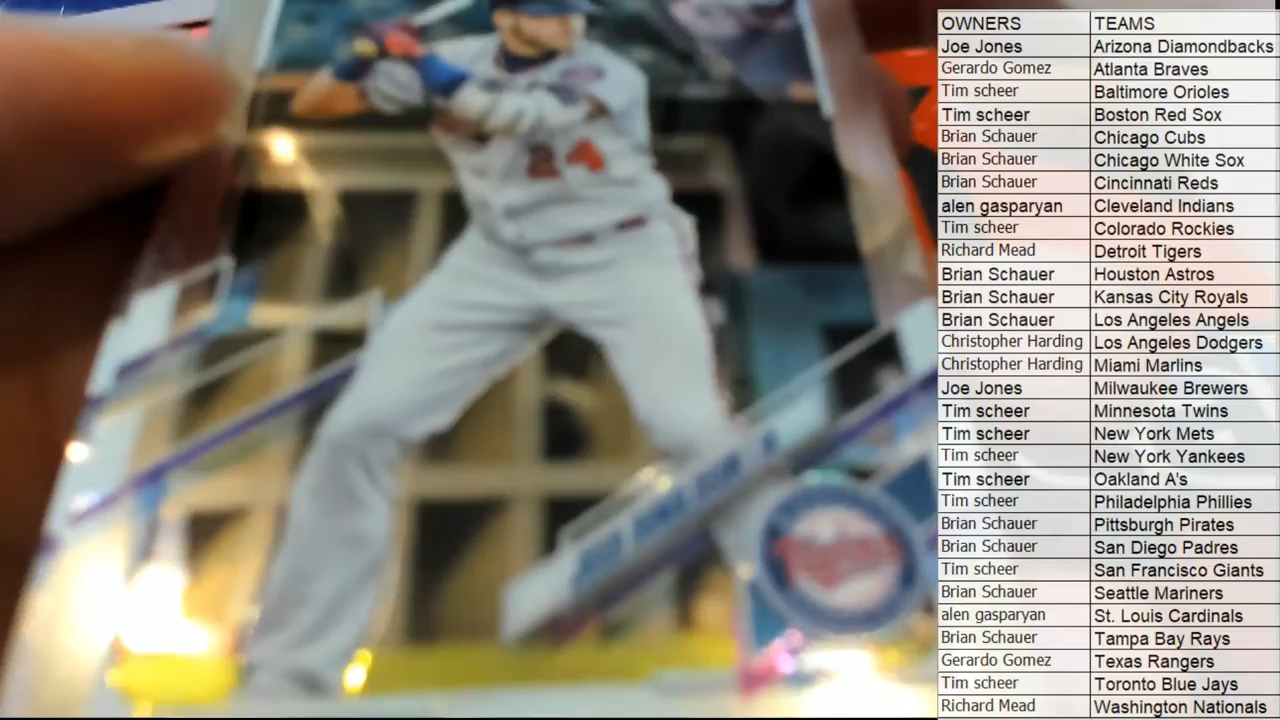 OWNERS TEAMS
Joe Jones Arizona Diamondbacks
Gerardo Gomez Atlanta Braves
Tim scheer Baltimore Orioles
Tim scheer Boston Red Sox
Brian Schauer Chicago Cubs
Brian Schauer Chicago White Sox
Brian Schauer Cincinnati Reds
alen gasparyan Cleveland Indians
Tim scheer Colorado Rockies
Richard Mead Detroit Tigers
Brian Schauer Houston Astros
Brian Schauer Kansas City Royals
Brian Schauer Los Angeles Angels
Christopher Harding Los Angeles Dodgers
Christopher Harding Miami Marlins
Joe Jones Milwaukee Brewers
Tim scheer Minnesota Twins
Tim scheer New York Mets
Tim scheer New York Yankees
Tim scheer Oakland A's
Tim scheer Philadelphia Phillies
Brian Schauer Pittsburgh Pirates
Brian Schauer San Diego Padres
Tim scheer San Francisco Giants
Brian Schauer Seattle Mariners
alen gasparyan St. Louis Cardinals
Brian Schauer Tampa Bay Rays
Gerardo Gomez Texas Rangers
Tim scheer Toronto Blue Jays
Richard Mead Washington Nationals
24
Twins